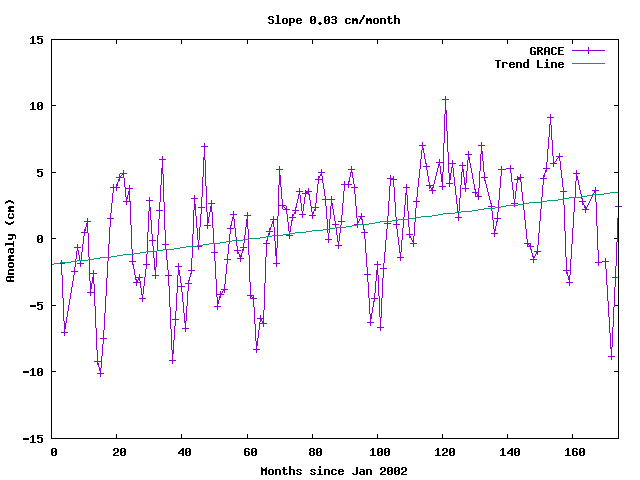 Slope 0.03 cm/month
GRACE
Trend Line
15
10
5
0
-5
-10
-15
Anomaly (cm)
0 20 40 60 80 100 120 140 160
Months since Jan 2002